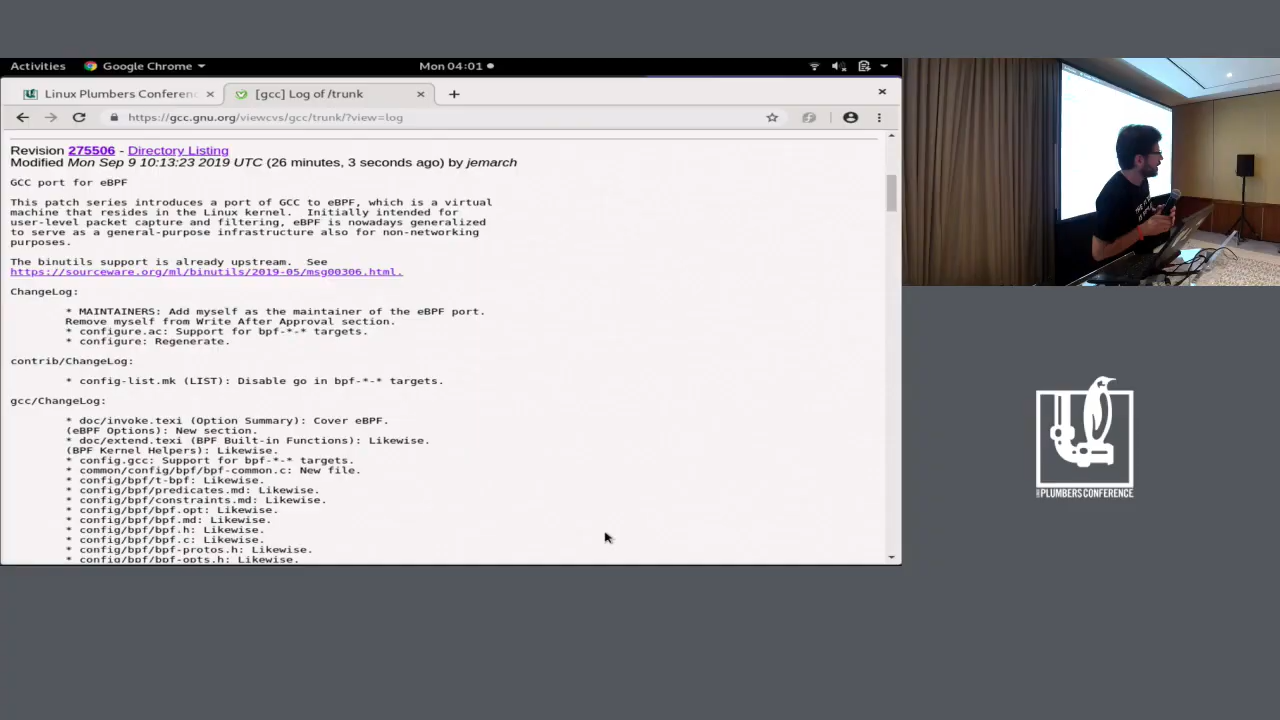 Activities
Google Chrome
Mon 04:01
Linux Plumbers Conferen
[gcc] Log of /trunk
https://gcc.gnu.org/viewcvs/gcc/trunk/?view=log
Revision 275506 - Directory Listing
Modified Mon Sep 9 10:13:23 2019 UTC (26 minutes, 3 seconds ago) by jemarch
GCC port for eBPF
This patch series introduces a port of GCC to eBPF, which is a virtual
machine that resides in the Linux kernel. Initially intended for
user-level packet capture and filtering, eBPF is nowadays generalized
to serve as a general-purpose infrastructure also for non-networking
purposes.
The binutils support is already upstream. See
https://sourceware.org/ml/binutils/2019-05/msg00306.html.
ChangeLog:
* MAINTAINERS: Add myself as the maintainer of the eBPF port.
Remove myself from Write After Approval section.
* configure.ac: Support for bpf-*-* targets.
* configure: Regenerate.
contrib/ChangeLog:
* config-list.mk (LIST): Disable go in bpf-*-* targets.
gcc/ChangeLog:
* doc/invoke.texi (Option Summary): Cover eBPF.
(eBPF Options): New section.
* doc/extend.texi (BPF Built-in Functions): Likewise.
(BPF Kernel Helpers): Likewise.
* config.gcc: Support for bpf-*-* targets.
* common/config/bpf/bpf-common.c: New file.
* config/bpf/t-bpf: Likewise.
* config/bpf/predicates.md: Likewise.
* config/bpf/constraints.md: Likewise.
* config/bpf/bpf.opt: Likewise.
* config/bpf/bpf.md: Likewise.
* config/bpf/bpf.h: Likewise.
* config/bpf/bpf.c: Likewise.
* config/bpf/bpf-protos.h: Likewise.
* config/bpf/bpf-opts.h: Likewise.
PLUMBERS CONFERENCE